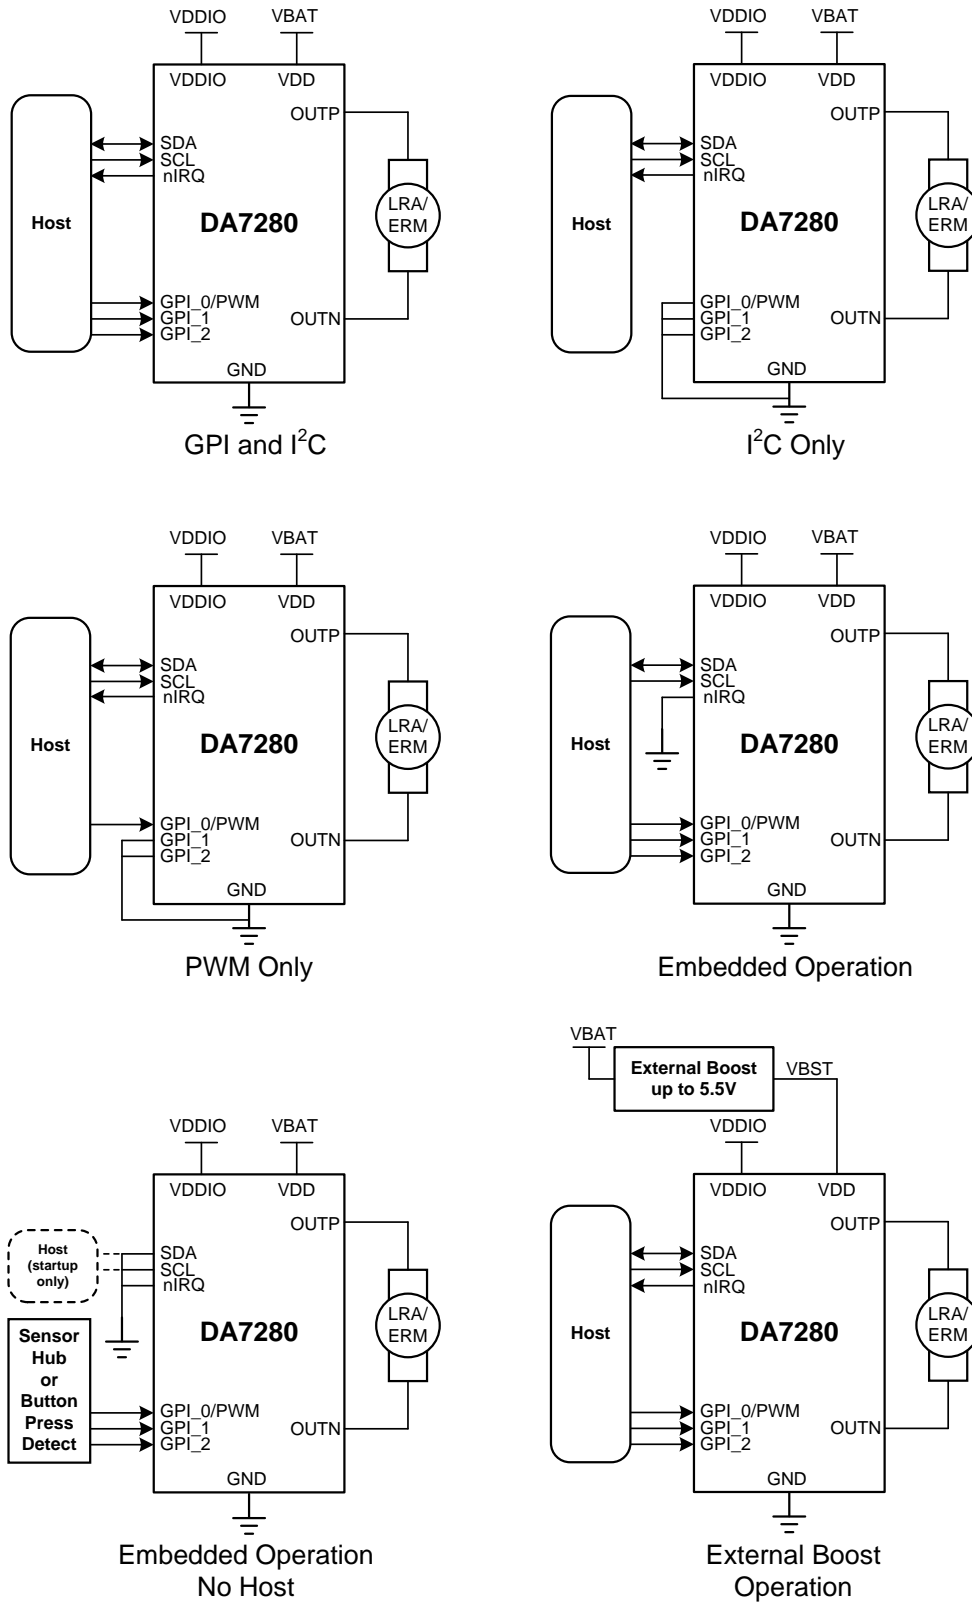 VDDIO VBAT
VDDIO VDD
OUTP
SDA
SCL
nIRQ
Host
DA7280
LRA/
ERM
GPI_0/PWM
GPI_1
GPI_2
OUTN
GND
GPI and I²C
VDDIO VBAT
VDDIO VDD
OUTP
SDA
SCL
nIRQ
Host
DA7280
LRA/
ERM
GPI_0/PWM
GPI_1
GPI_2
OUTN
GND
I²C Only
VDDIO VBAT
VDDIO VDD
OUTP
SDA
SCL
nIRQ
Host
DA7280
LRA/
ERM
GPI_0/PWM
GPI_1
GPI_2
OUTN
GND
PWM Only
VDDIO VBAT
VDDIO VDD
OUTP
SDA
SCL
nIRQ
Host
DA7280
LRA/
ERM
GPI_0/PWM
GPI_1
GPI_2
OUTN
GND
Embedded Operation
VDDIO VBAT
VDDIO VDD
OUTP
Host
(startup
only)
SDA
SCL
nIRQ
Sensor
Hub
or
Button
Press
Detect
DA7280
LRA/
ERM
GPI_0/PWM
GPI_1
GPI_2
OUTN
GND
Embedded Operation
No Host
VBAT
External Boost
up to 5.5V
VBST
VDDIO
VDDIO VDD
OUTP
SDA
SCL
nIRQ
Host
DA7280
LRA/
ERM
GPI_0/PWM
GPI_1
GPI_2
OUTN
GND
External Boost
Operation